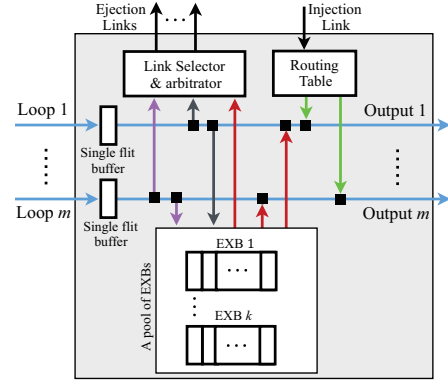 Ejection
Links
...
Injection
Link
Link Selector
& arbitrator
Routing
Table
Loop 1
Output 1
Single flit
buffer
Loop m
Output m
Single flit
buffer
A pool of EXBs
EXB 1
...
EXB k
...